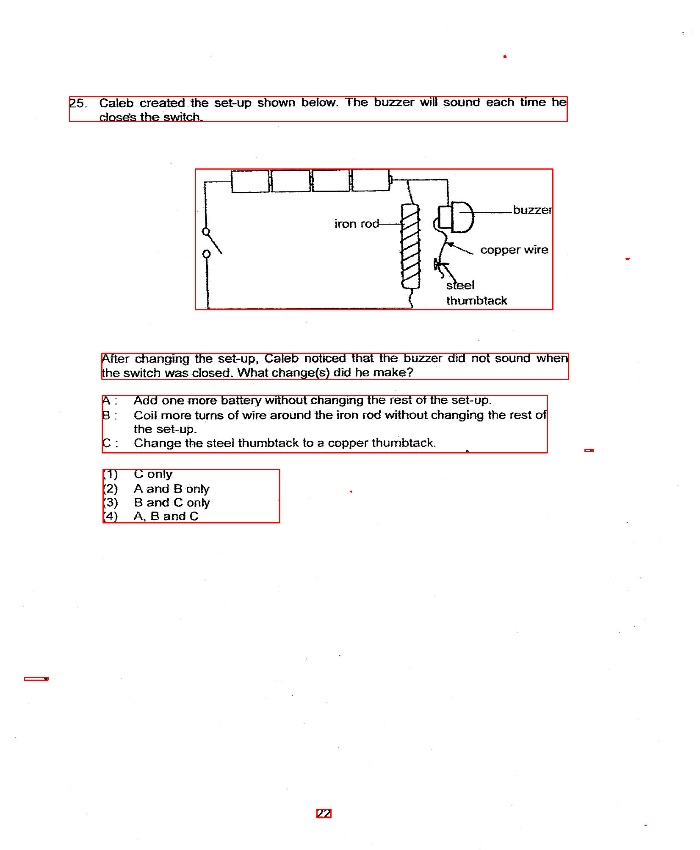 25. Caleb created the set-up shown below. The buzzer will sound each time he
closes the switch.
buzzer
iron rod
copper wire
steel
thumbtack
After changing the set-up, Caleb noticed that the buzzer did not sound when
the switch was closed. What change(s) did he make?
A : Add one more battery without changing the rest of the set-up.
B : Coil more turns of wire around the iron rod without changing the rest of
the set-up.
C : Change the steel thumbtack to a copper thumbtack.
(1) C only
(2) A and B only
(3) B and C only
(4) A, B and C
22